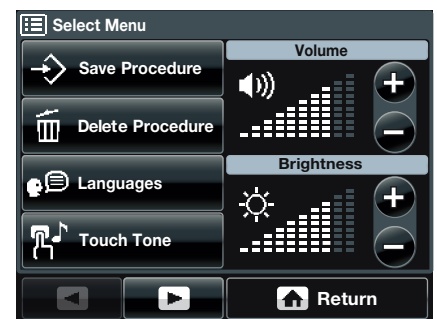 Select Menu
Save Procedure
Delete Procedure
Languages
Touch Tone
Volume
Brightness
Return